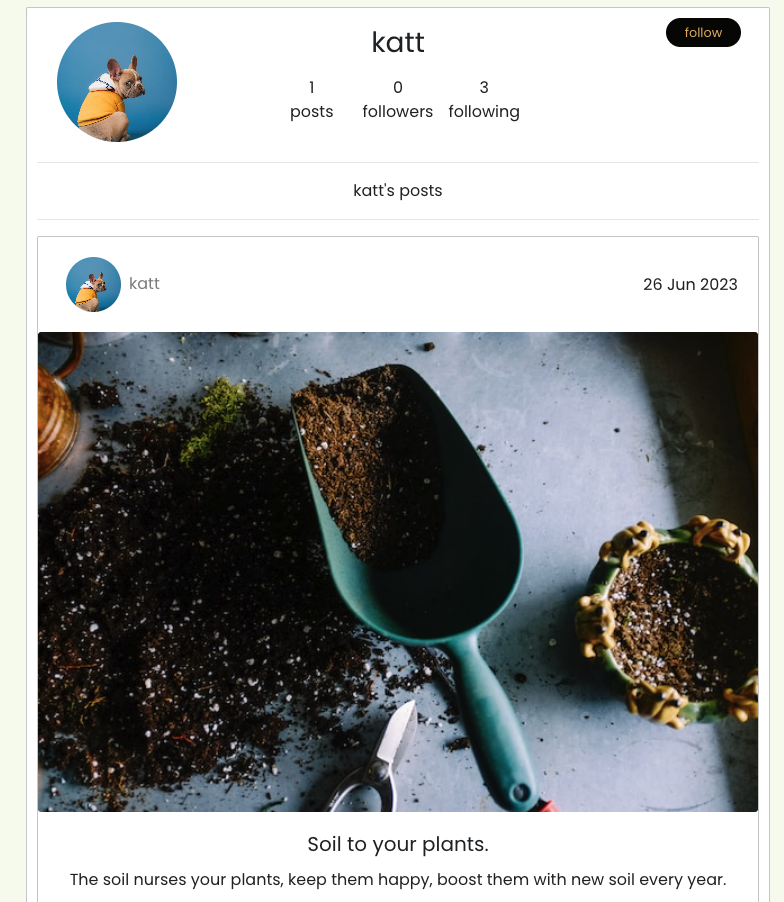 katt
follow
1 0 3
posts followers following
katt's posts
katt 26 Jun 2023
Soil to your plants.
The soil nurses your plants, keep them happy, boost them with new soil every year.